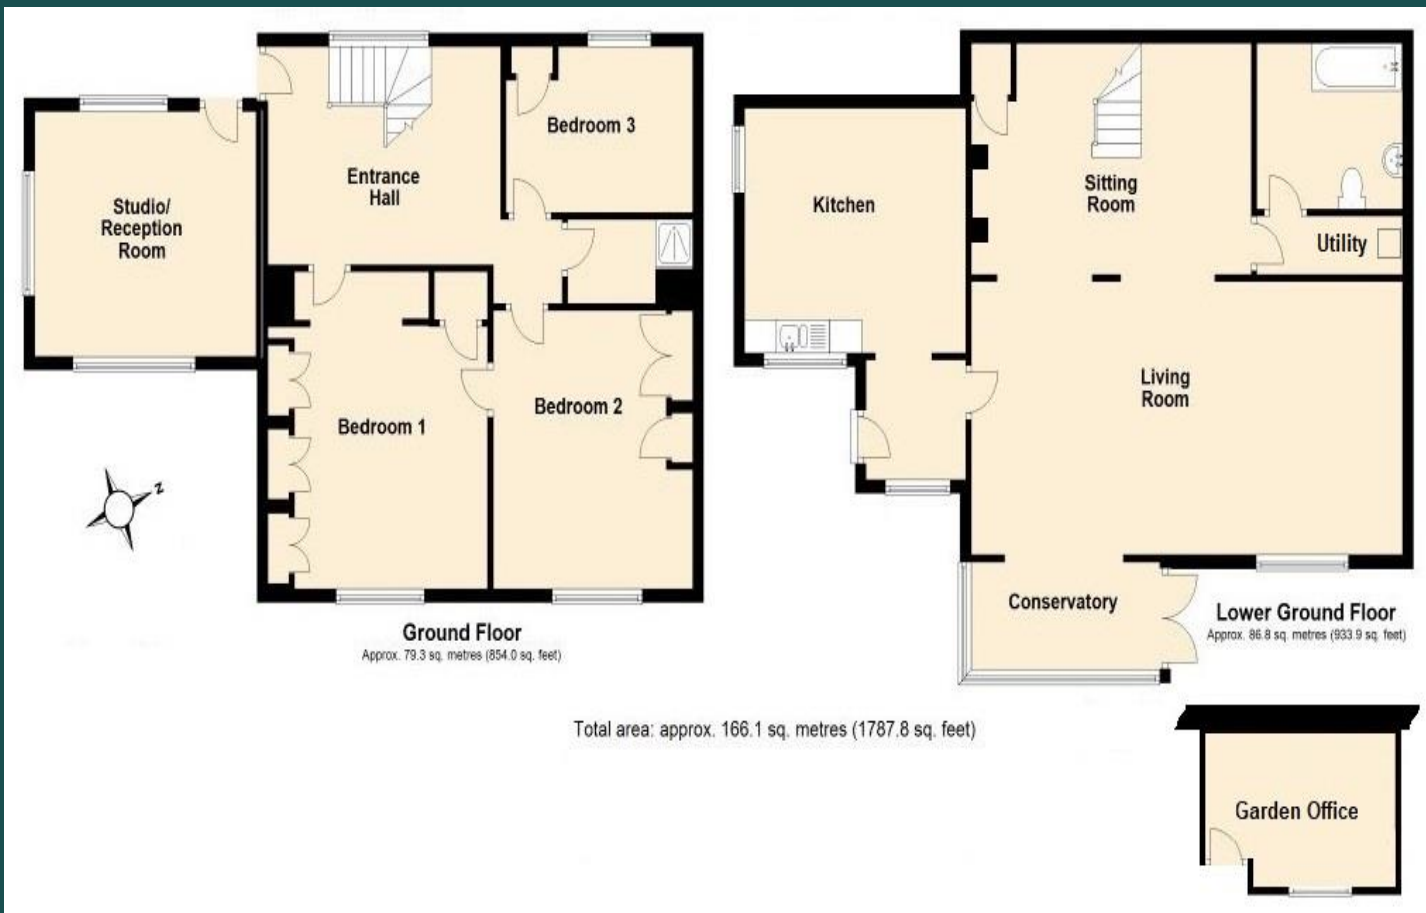 Studio/
Reception
Room
Entrance
Hall
Bedroom 3
Bedroom 1
Bedroom 2
Z
Ground Floor
Approx. 79.3 sq. metres (854.0 sq. feet)
Kitchen
Sitting
Room
Utility
Living
Room
Conservatory
Lower Ground Floor
Approx. 86.8 sq. metres (933.9 sq. feet)
Total area: approx. 166.1 sq. metres (1787.8 sq. feet)
Garden Office